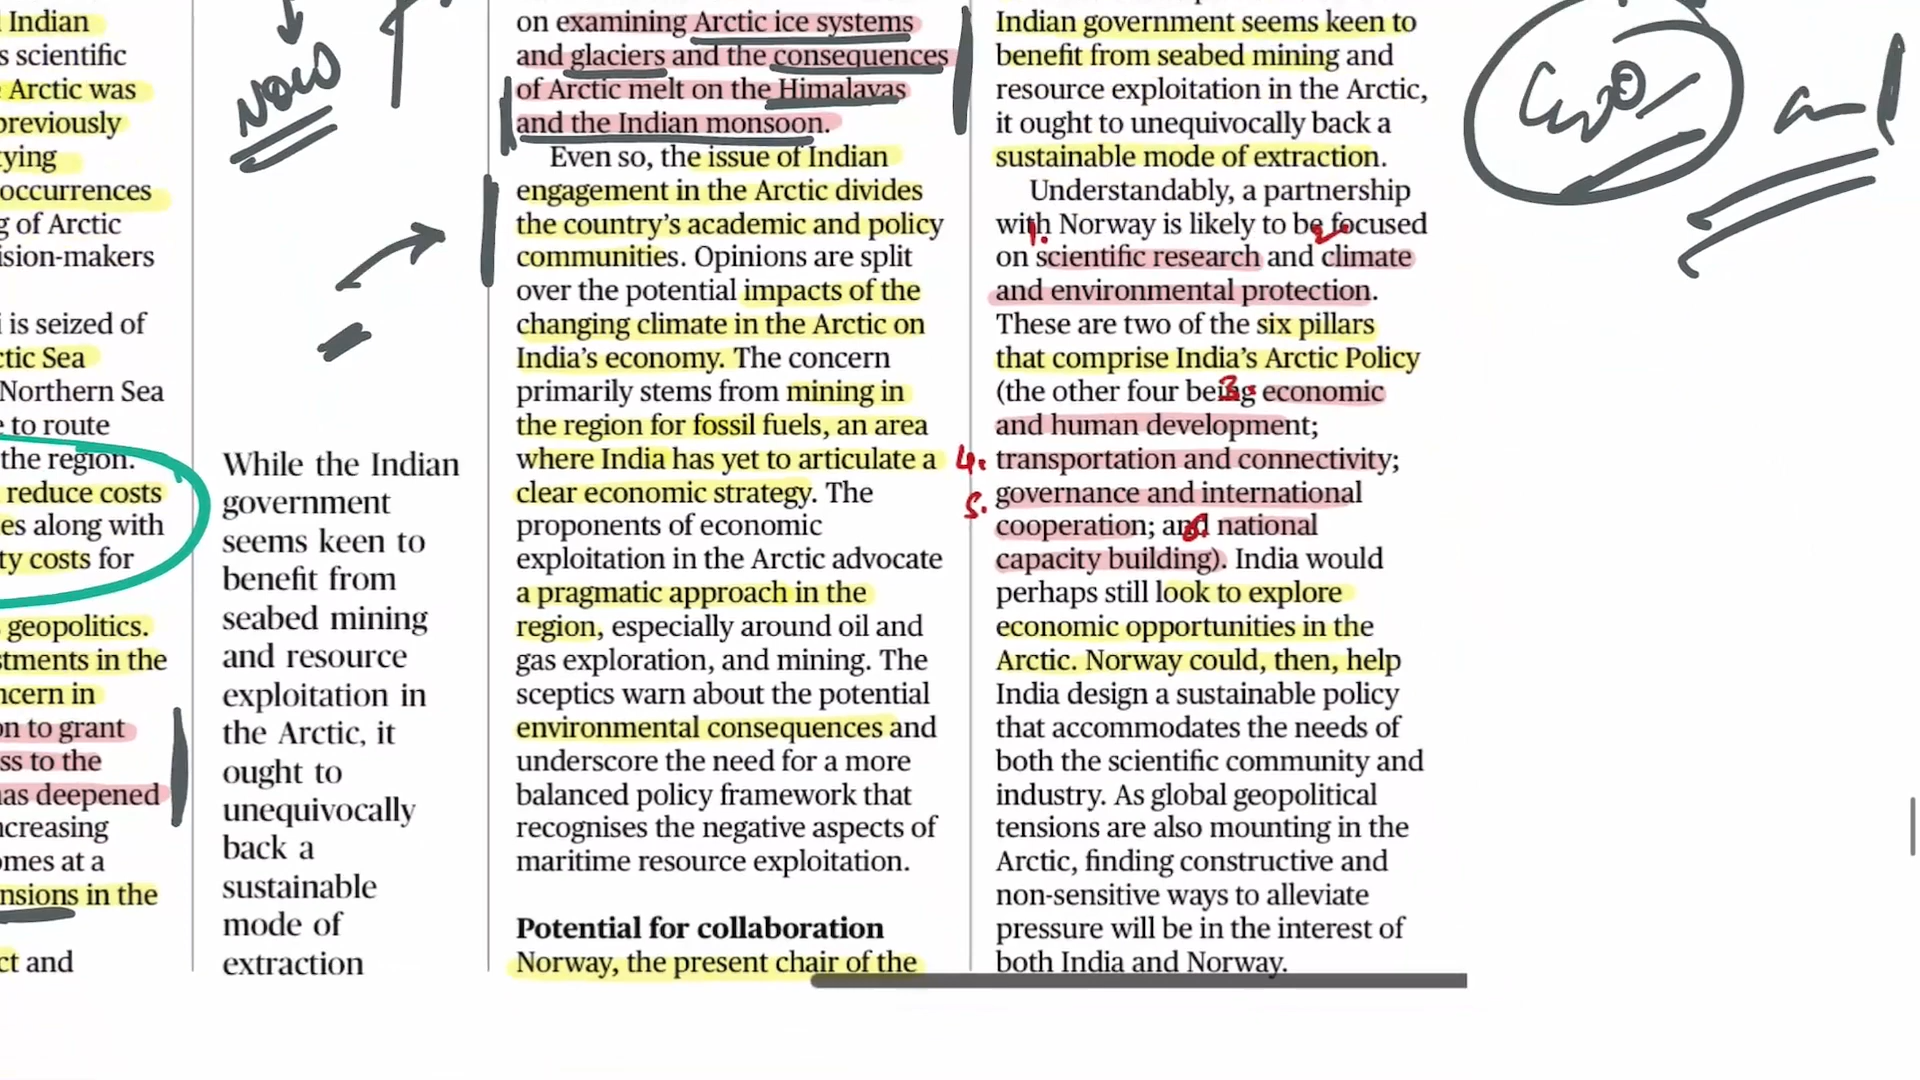 Indian
s scientific
Arctic was
previously
tying
occurrences
g of Arctic
ision-makers
i is seized of
ctic Sea
Northern Sea
e to route
the region.
reduce costs
es along with
ty costs for
geopolitics.
stments in the
ncern in
on to grant
ss to the
has deepened
ncreasing
omes at a
nsions in the
ct and
Now
While the Indian
government
seems keen to
benefit from
seabed mining
and resource
exploitation in
the Arctic, it
ought to
unequivocally
back a
sustainable
mode of
extraction
on examining Arctic ice systems
and glaciers and the consequences
of Arctic melt on the Himalayas
and the Indian monsoon.
Even so, the issue of Indian
engagement in the Arctic divides
the country's academic and policy
communities. Opinions are split
over the potential impacts of the
changing climate in the Arctic on
India's economy. The concern
primarily stems from mining in
the region for fossil fuels, an area
where India has yet to articulate a
clear economic strategy. The
proponents of economic
exploitation in the Arctic advocate
a pragmatic approach in the
region, especially around oil and
gas exploration, and mining. The
sceptics warn about the potential
environmental consequences and
underscore the need for a more
balanced policy framework that
recognises the negative aspects of
maritime resource exploitation.
Potential for collaboration
Norway, the present chair of the
Indian government seems keen to
benefit from seabed mining and
resource exploitation in the Arctic,
it ought to unequivocally back a
sustainable mode of extraction.
Understandably, a partnership
with Norway is likely to be focused
1.
on scientific research and climate
and environmental protection.
These are two of the six pillars
that comprise India's Arctic Policy
(the other four being economic
3.
and human development;
4. transportation and connectivity;
5. governance and international
cooperation; and national
capacity building). India would
perhaps still look to explore
economic opportunities in the
Arctic. Norway could, then, help
India design a sustainable policy
that accommodates the needs of
both the scientific community and
industry. As global geopolitical
tensions are also mounting in the
Arctic, finding constructive and
non-sensitive ways to alleviate
pressure will be in the interest of
both India and Norway.